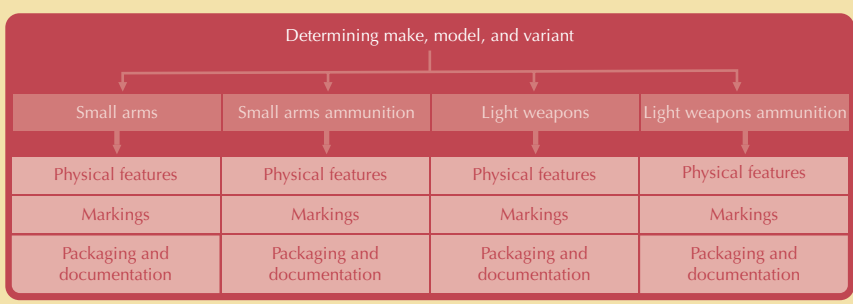 Determining make, model, and variant
Small arms
Small arms ammunition
Light weapons
Light weapons ammunition
Physical features
Physical features
Physical features
Physical features
Markings
Markings
Markings
Markings
Packaging and
documentation
Packaging and
documentation
Packaging and
documentation
Packaging and
documentation